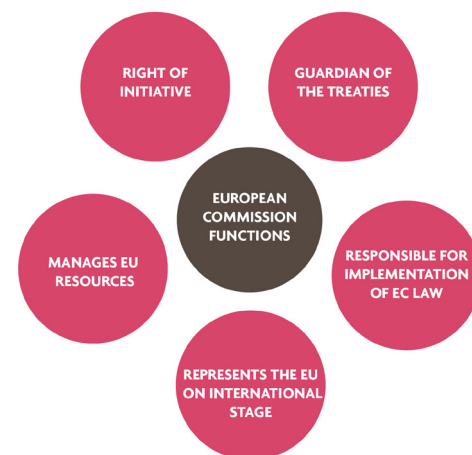 RIGHT OF
INITIATIVE
GUARDIAN OF
THE TREATIES
EUROPEAN
COMMISSION
FUNCTIONS
MANAGES EU
RESOURCES
RESPONSIBLE FOR
IMPLEMENTATION
OF EC LAW
REPRESENTS THE EU
ON INTERNATIONAL
STAGE